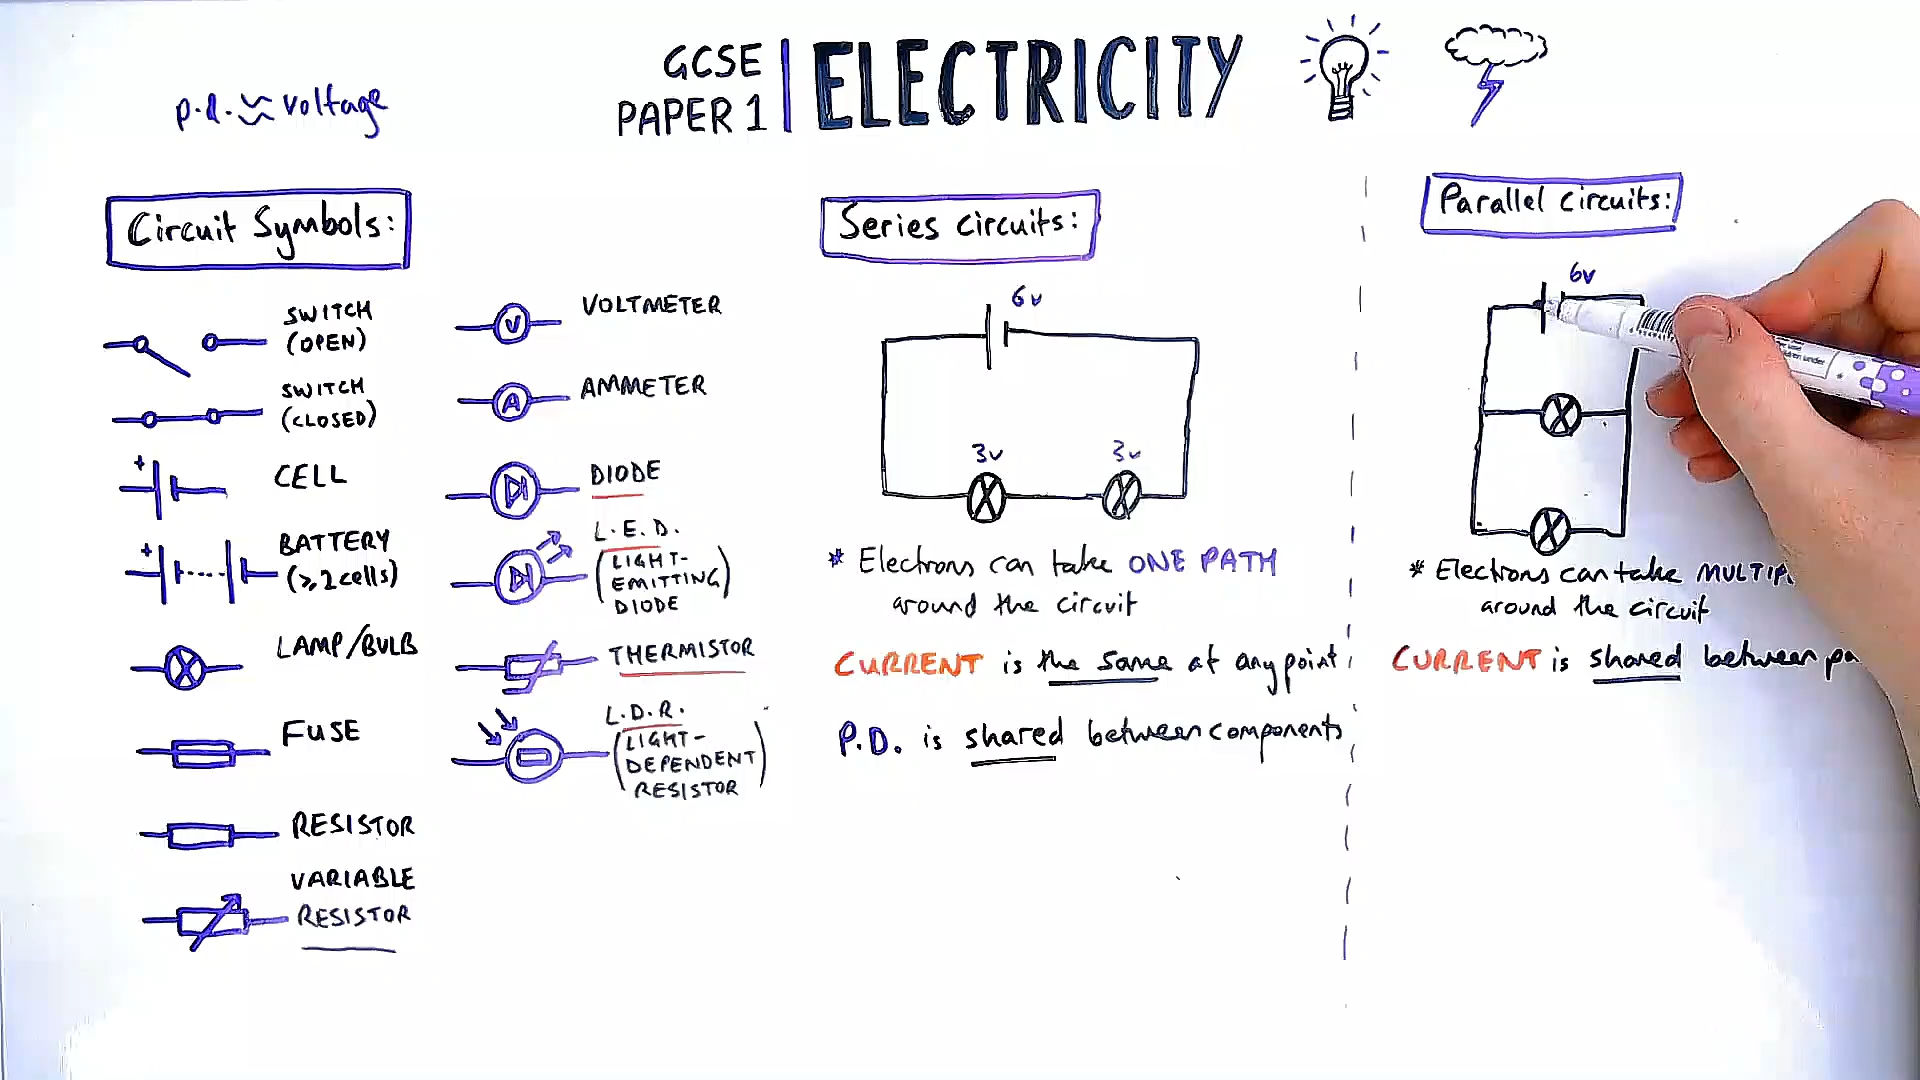 p.d. ≈ voltage
GCSE
PAPER 1
ELECTRICITY
Circuit Symbols:
SWITCH
(OPEN)
SWITCH
(CLOSED)
+
CELL
+
BATTERY
(≥2 cells)
LAMP/BULB
FUSE
RESISTOR
VARIABLE
RESISTOR
V
VOLTMETER
A
AMMETER
DIODE
L.E.D.
(LIGHT-
EMITTING
DIODE)
THERMISTOR
L.D.R.
(LIGHT-
DEPENDENT
RESISTOR)
Series circuits:
6v
3v
3v
* Electrons can take ONE PATH
around the circuit
CURRENT is the same at any point
P.D. is shared between components
Parallel circuits:
6v
* Electrons can take
around the circuit
CURRENT is shared between